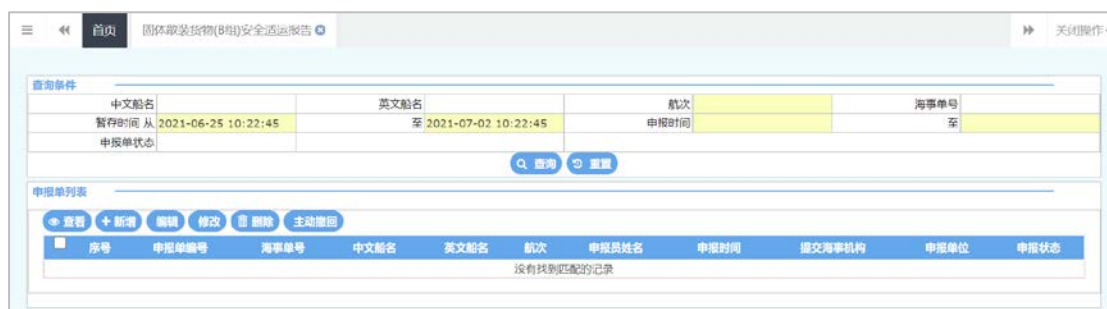 首页 固体散装货物(B组)安全适运报告 关闭操作
查询条件
中文船名 英文船名 航次 海事单号
暂存时间 从 2021-06-25 10:22:45 至 2021-07-02 10:22:45 申报时间 至
申报单状态
查询 重置
申报单列表
查看 新增 编辑 修改 删除 主动撤回
序号 申报单编号 海事单号 中文船名 英文船名 航次 申报员姓名 申报时间 提交海事机构 申报单位 申报状态
没有找到匹配的记录